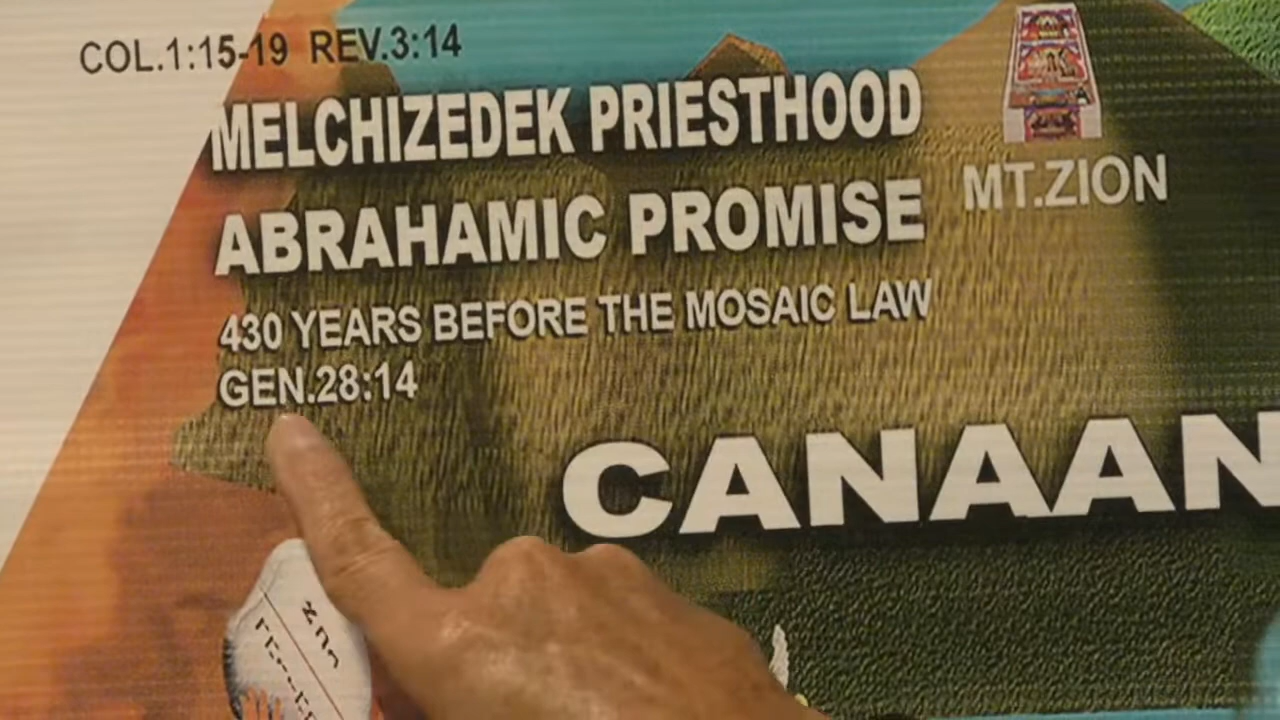 COL.1:15-19 REV.3:14
MELCHIZEDEK PRIESTHOOD
ABRAHAMIC PROMISE
MT.ZION
430 YEARS BEFORE THE MOSAIC LAW
GEN.28:14
CANAAN